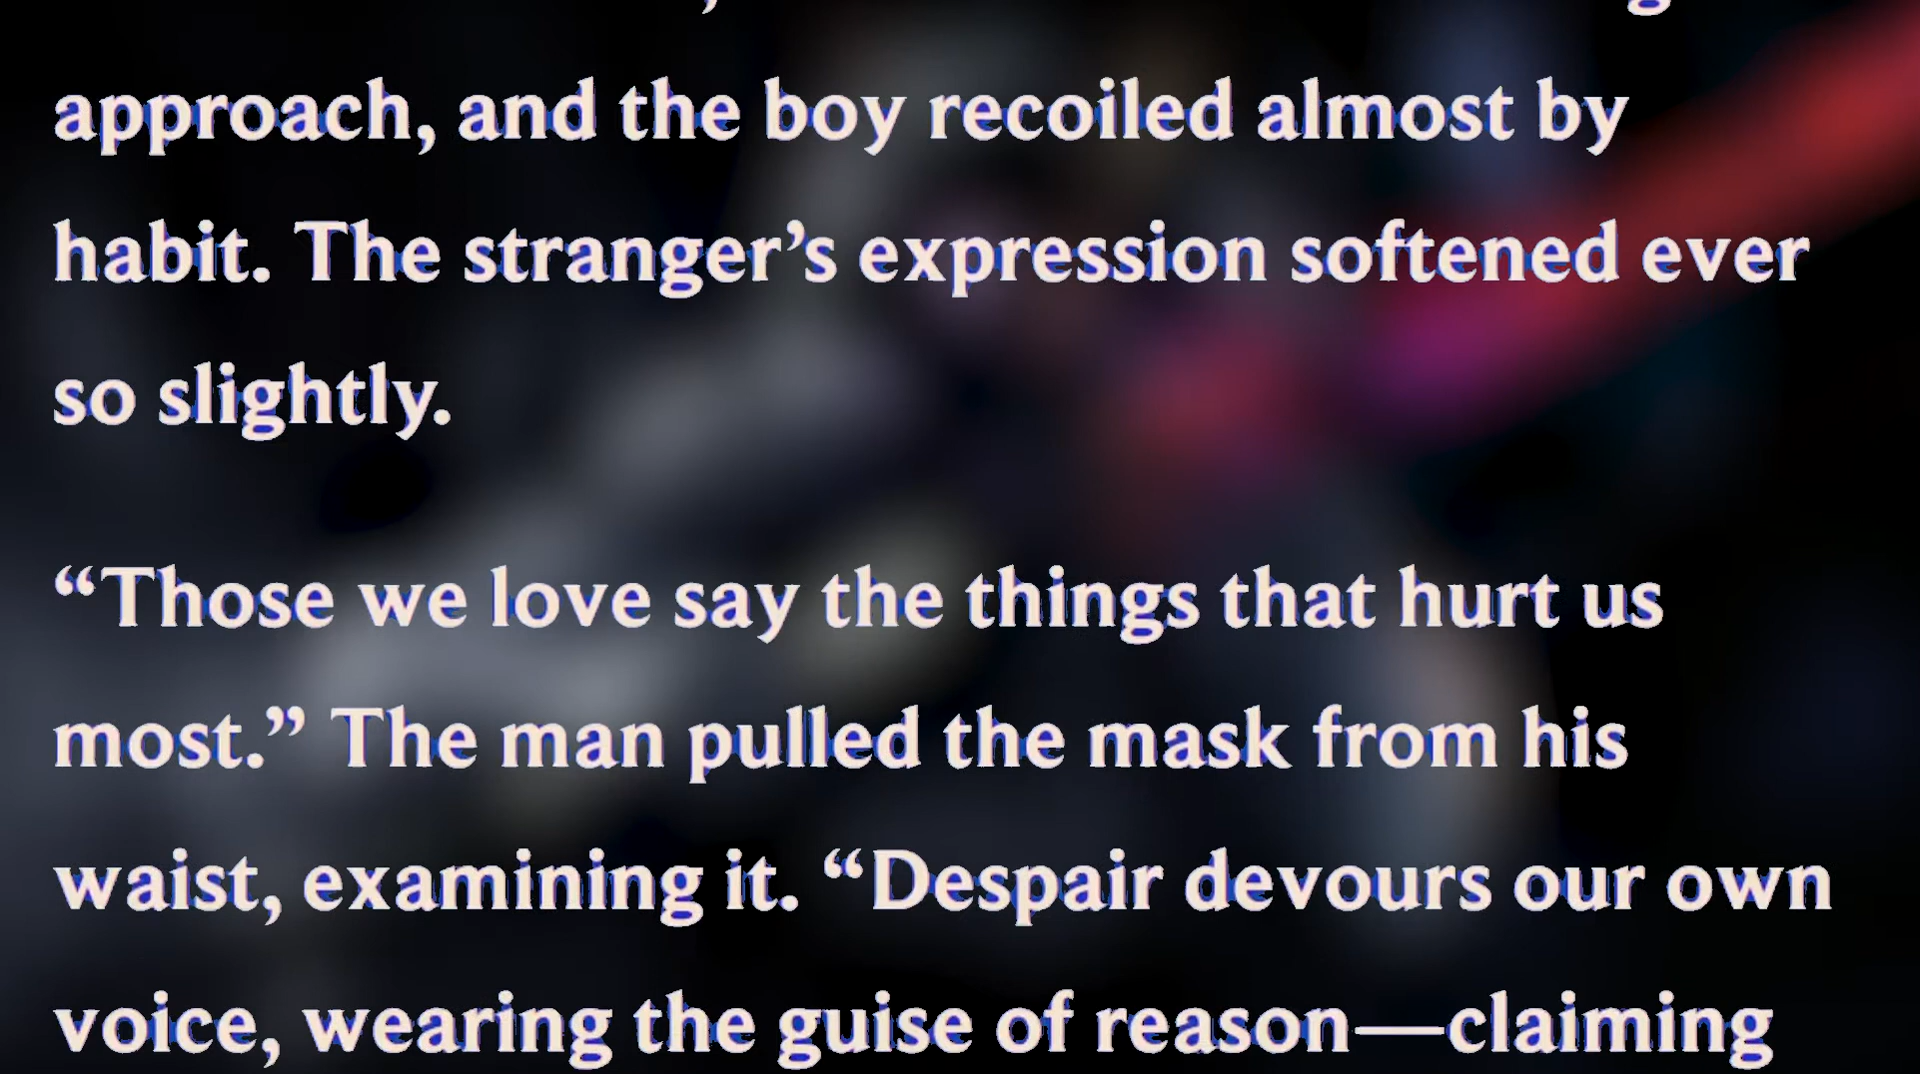 approach, and the boy recoiled almost by
habit. The stranger’s expression softened ever
so slightly.
“Those we love say the things that hurt us
most.” The man pulled the mask from his
waist, examining it. “Despair devours our own
voice, wearing the guise of reason—claiming